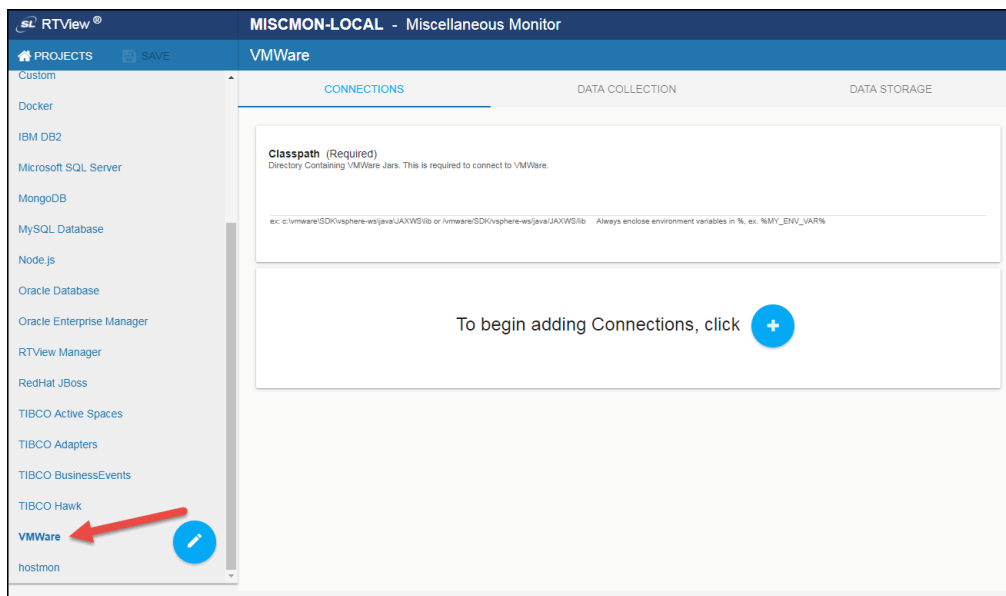 SL RTView ®
MISCMON-LOCAL - Miscellaneous Monitor
PROJECTS SAVE
VMWare
Custom
Docker
IBM DB2
Microsoft SQL Server
MongoDB
MySQL Database
Node.js
Oracle Database
Oracle Enterprise Manager
RTView Manager
RedHat JBoss
TIBCO Active Spaces
TIBCO Adapters
TIBCO BusinessEvents
TIBCO Hawk
VMWare
hostmon
CONNECTIONS DATA COLLECTION DATA STORAGE
Classpath (Required)
Directory Containing VMWare Jars. This is required to connect to VMWare.
ex: c:\vmware\SDK\vsphere-ws\java\JAXWS\lib or /vmware/SDK/vsphere-ws/java/JAXWS/lib Always enclose environment variables in %, ex. %MY_ENV_VAR%
To begin adding Connections, click +